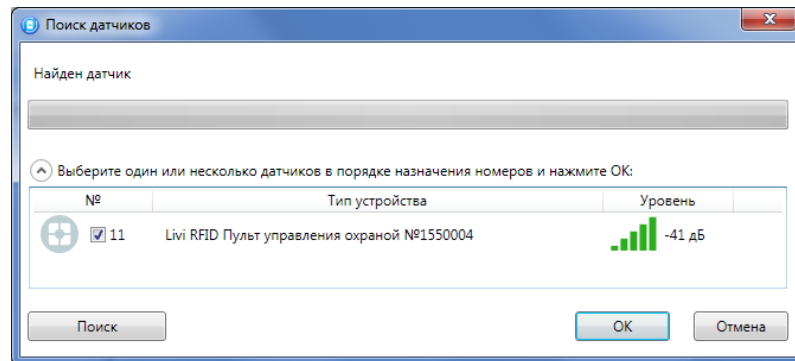 Поиск датчиков
Найден датчик
Выберите один или несколько датчиков в порядке назначения номеров и нажмите ОК:
№ Тип устройства Уровень
11 Livi RFID Пульт управления охраной №1550004 -41 дБ
Поиск ОК Отмена